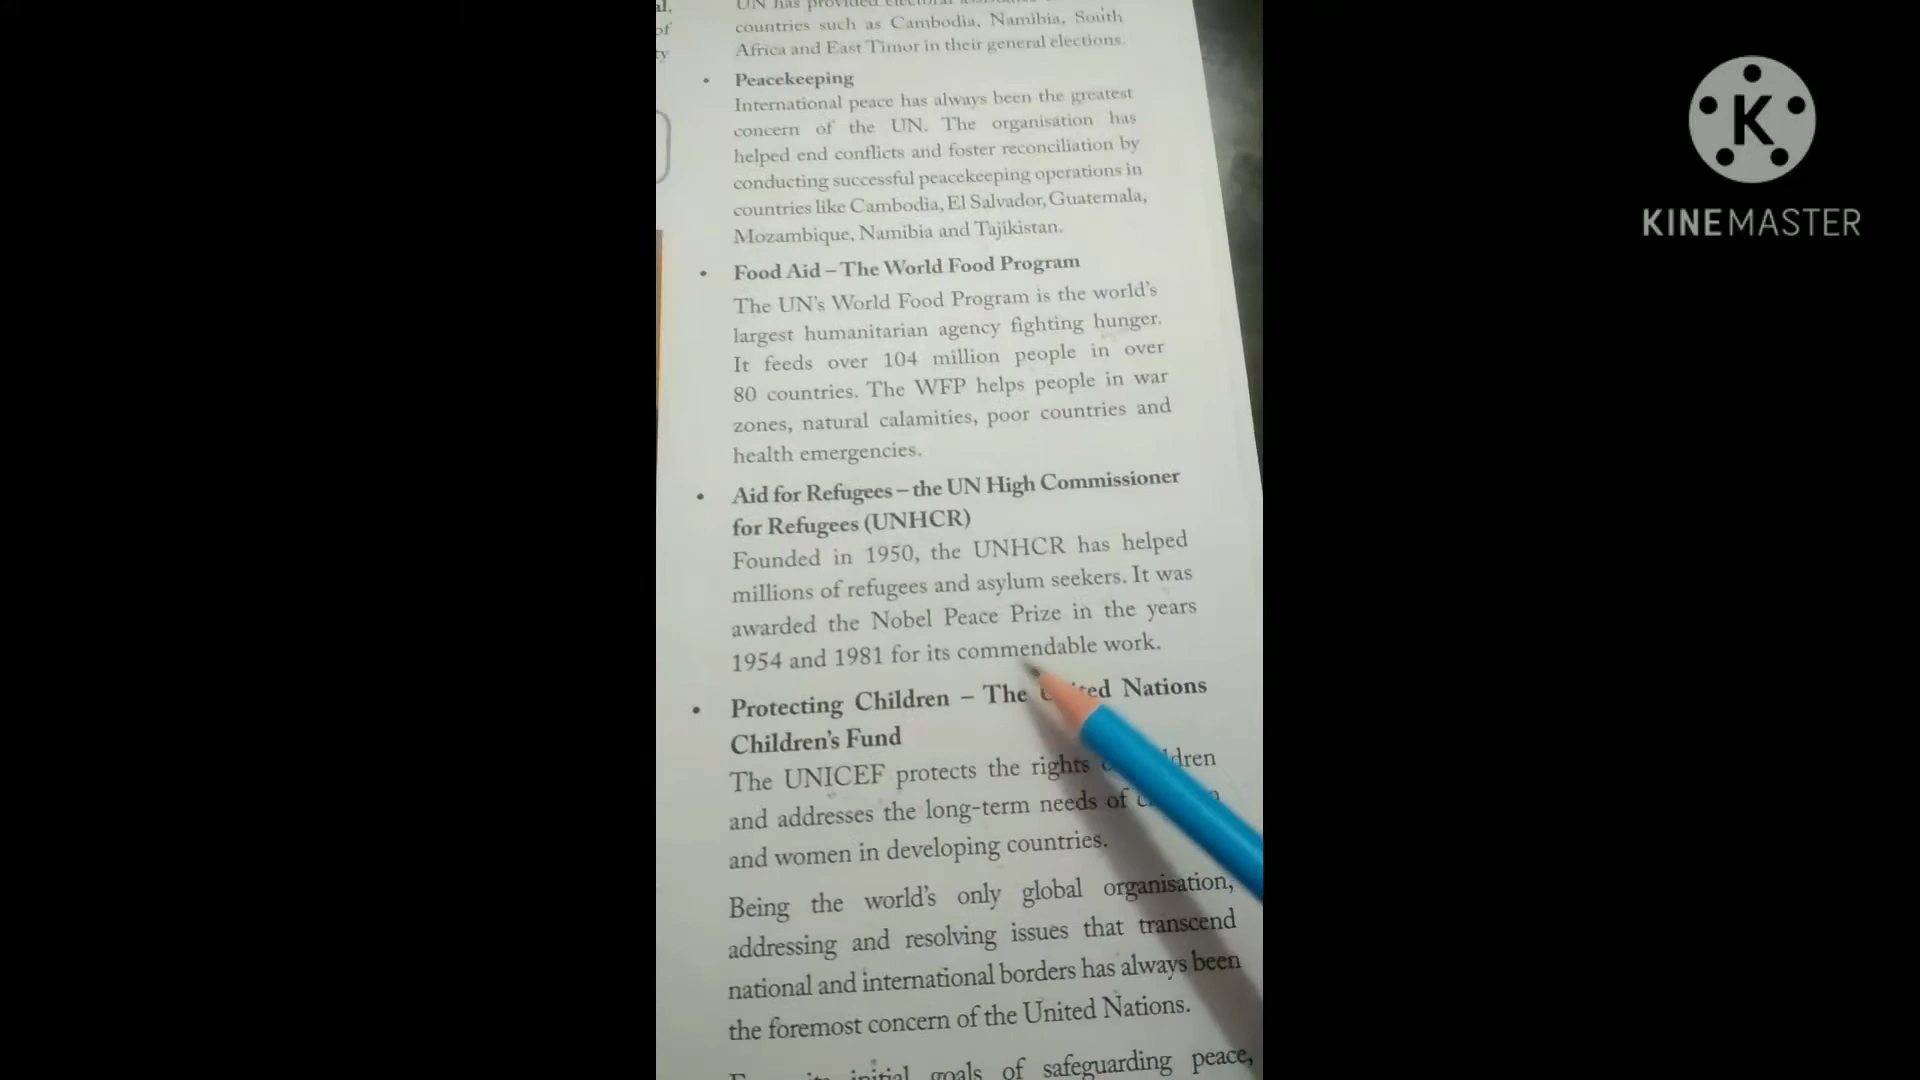 al,
of
ty
UN has provided electoral
countries such as Cambodia, Namibia, South
Africa and East Timor in their general elections.
• Peacekeeping
International peace has always been the greatest
concern of the UN. The organisation has
helped end conflicts and foster reconciliation by
conducting successful peacekeeping operations in
countries like Cambodia, El Salvador, Guatemala,
Mozambique, Namibia and Tajikistan.
• Food Aid – The World Food Program
The UN's World Food Program is the world's
largest humanitarian agency fighting hunger.
It feeds over 104 million people in over
80 countries. The WFP helps people in war
zones, natural calamities, poor countries and
health emergencies.
• Aid for Refugees – the UN High Commissioner
for Refugees (UNHCR)
Founded in 1950, the UNHCR has helped
millions of refugees and asylum seekers. It was
awarded the Nobel Peace Prize in the years
1954 and 1981 for its commendable work.
• Protecting Children – The United Nations
Children's Fund
The UNICEF protects the rights
and addresses the long-term needs of
and women in developing countries.
Being the world's only global organisation,
addressing and resolving issues that transcend
national and international borders has always been
the foremost concern of the United Nations.
initial goals of safeguarding peace,
K
KINEMASTER